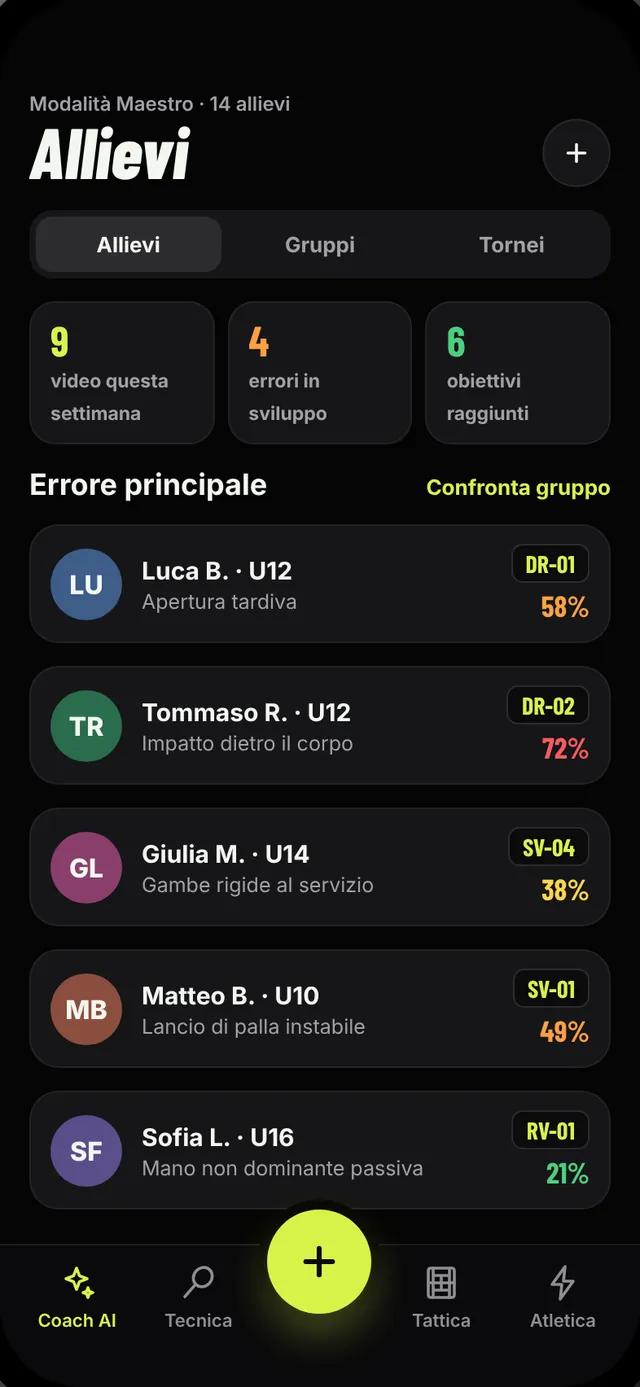 Modalità Maestro · 14 allievi
Allievi
+
Allievi
Gruppi
Tornei
9
video questa
settimana
4
errori in
sviluppo
6
obiettivi
raggiunti
Errore principale
Confronta gruppo
LU
Luca B. · U12
Apertura tardiva
DR-01
58%
TR
Tommaso R. · U12
Impatto dietro il corpo
DR-02
72%
GL
Giulia M. · U14
Gambe rigide al servizio
SV-04
38%
MB
Matteo B. · U10
Lancio di palla instabile
SV-01
49%
SF
Sofia L. · U16
Mano non dominante passiva
RV-01
21%
+
Coach AI
Tecnica
Tattica
Atletica